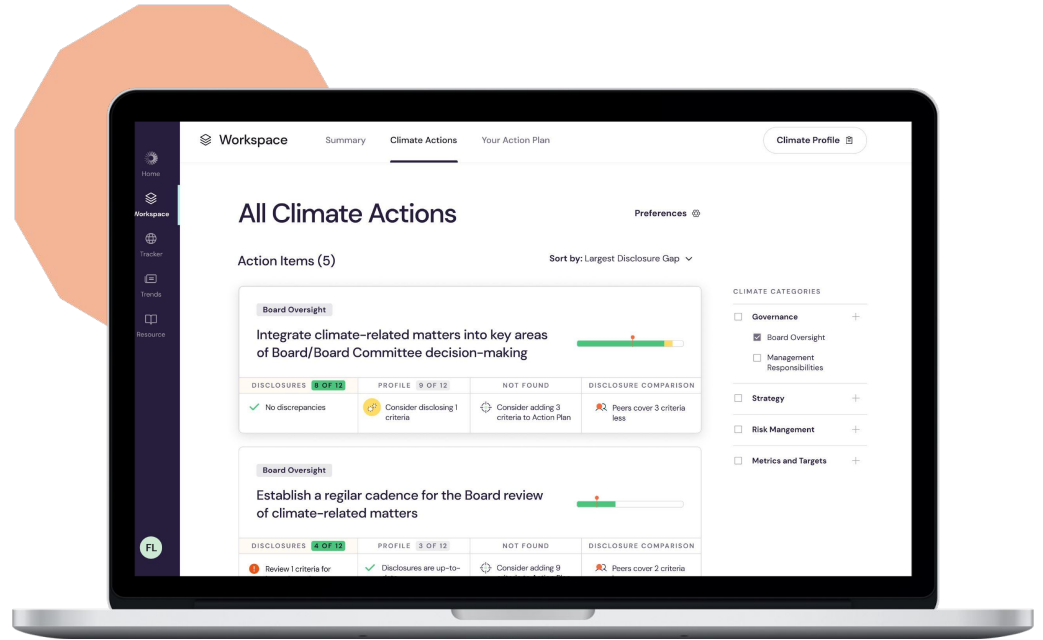 Workspace
Summary
Climate Actions
Your Action Plan
Climate Profile
Home
Workspace
Tracker
Trends
Resource
FL
All Climate Actions
Preferences
Action Items (5)
Sort by: Largest Disclosure Gap
Board Oversight
Integrate climate-related matters into key areas
of Board/Board Committee decision-making
DISCLOSURES 8 OF 12
PROFILE 9 OF 12
NOT FOUND
DISCLOSURE COMPARISON
No discrepancies
Consider disclosing 1
criteria
Consider adding 3
criteria to Action Plan
Peers cover 3 criteria
less
Board Oversight
Establish a regilar cadence for the Board review
of climate-related matters
DISCLOSURES 4 OF 12
PROFILE 3 OF 12
NOT FOUND
DISCLOSURE COMPARISON
Review 1 criteria for
Disclosures are up-to-
Consider adding 9
Peers cover 2 criteria
CLIMATE CATEGORIES
Governance
Board Oversight
Management
Responsibilities
Strategy
Risk Mangement
Metrics and Targets